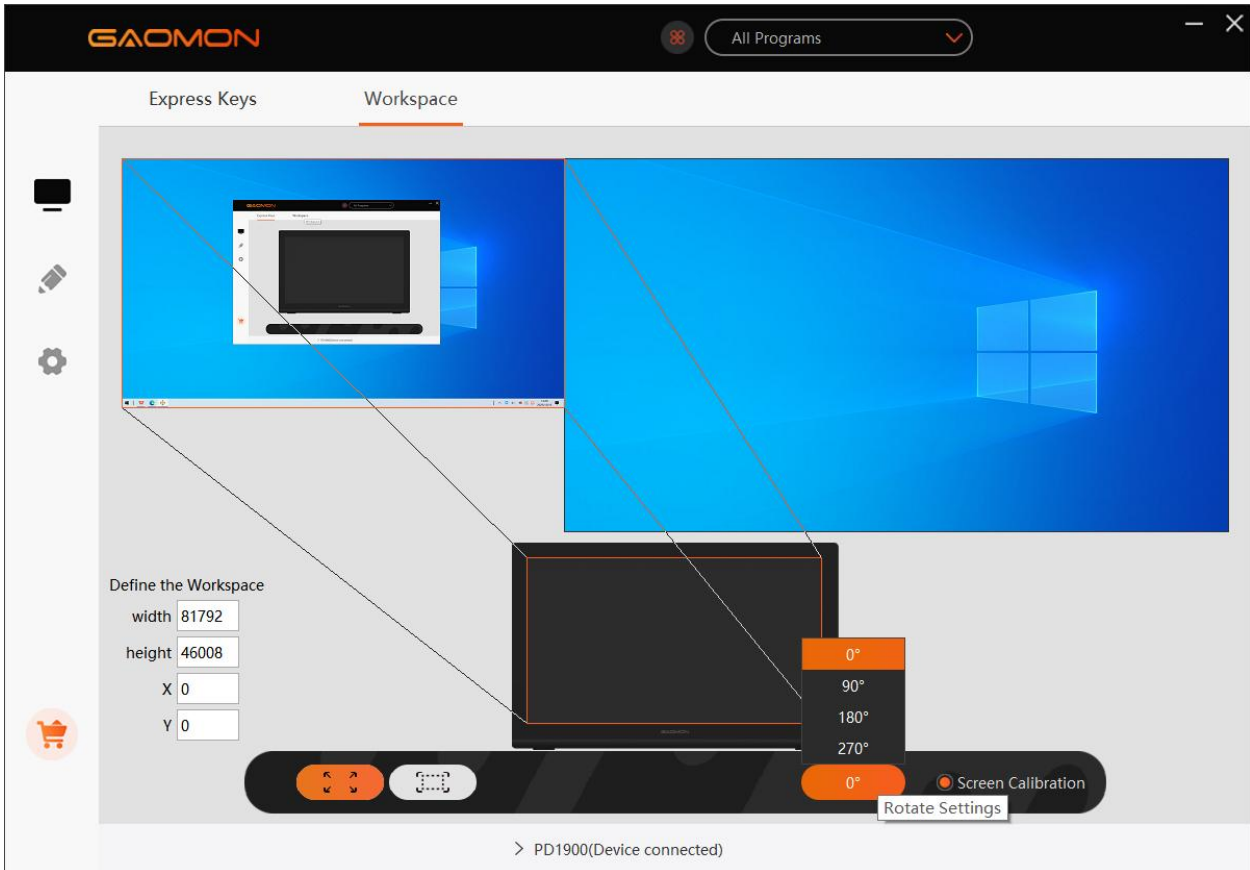 GAOMON
All Programs
Express Keys
Workspace
Define the Workspace
width 81792
height 46008
X 0
Y 0
GAOMON
0°
90°
180°
270°
0°
Screen Calibration
Rotate Settings
PD1900(Device connected)